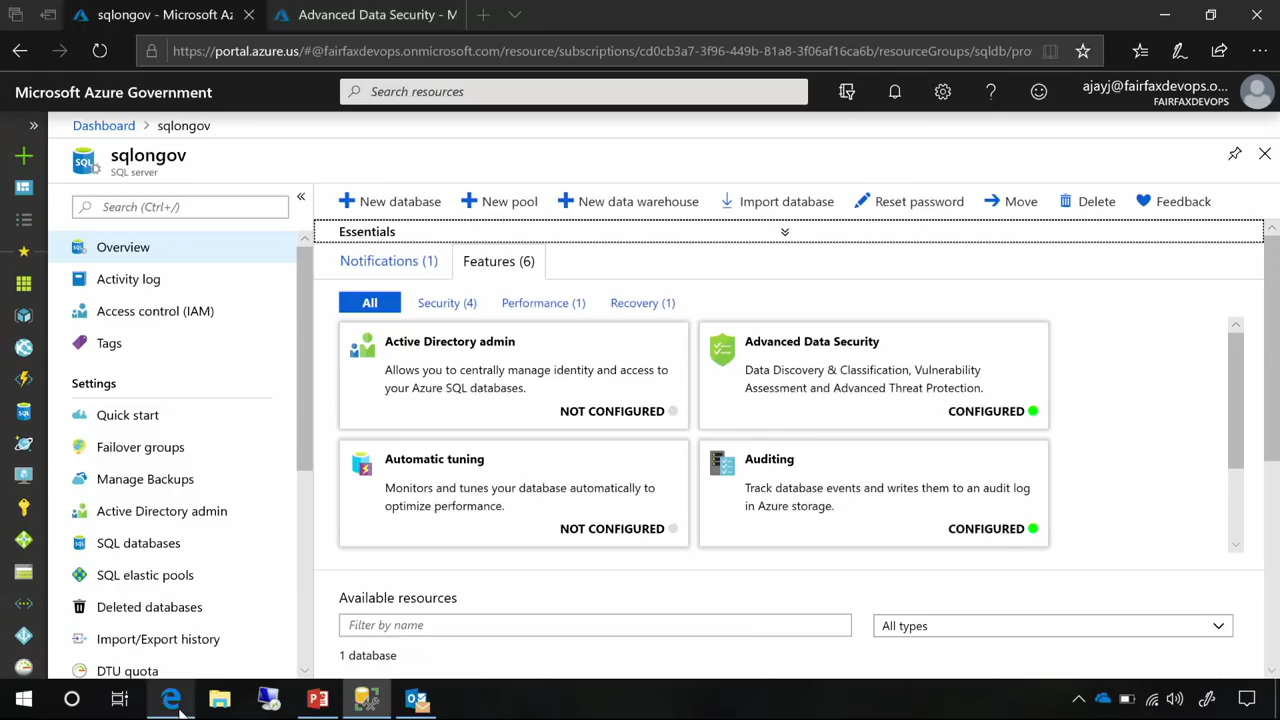 sqlongov - Microsoft Az
Advanced Data Security - M
https://portal.azure.us/#@fairfaxdevops.onmicrosoft.com/resource/subscriptions/cd0cb3a7-3f96-449b-81a8-3f06af16ca6b/resourceGroups/sqldb/pro
Microsoft Azure Government
Search resources
ajayj@fairfaxdevops.o...
FAIRFAXDEVOPS
Dashboard > sqlongov
sqlongov
SQL server
Search (Ctrl+/)
Overview
Activity log
Access control (IAM)
Tags
Settings
Quick start
Failover groups
Manage Backups
Active Directory admin
SQL databases
SQL elastic pools
Deleted databases
Import/Export history
DTU quota
New database
New pool
New data warehouse
Import database
Reset password
Move
Delete
Feedback
Essentials
Notifications (1)
Features (6)
All
Security (4)
Performance (1)
Recovery (1)
Active Directory admin
Allows you to centrally manage identity and access to
your Azure SQL databases.
NOT CONFIGURED
Advanced Data Security
Data Discovery & Classification, Vulnerability
Assessment and Advanced Threat Protection.
CONFIGURED
Automatic tuning
Monitors and tunes your database automatically to
optimize performance.
NOT CONFIGURED
Auditing
Track database events and writes them to an audit log
in Azure storage.
CONFIGURED
Available resources
Filter by name
All types
1 database